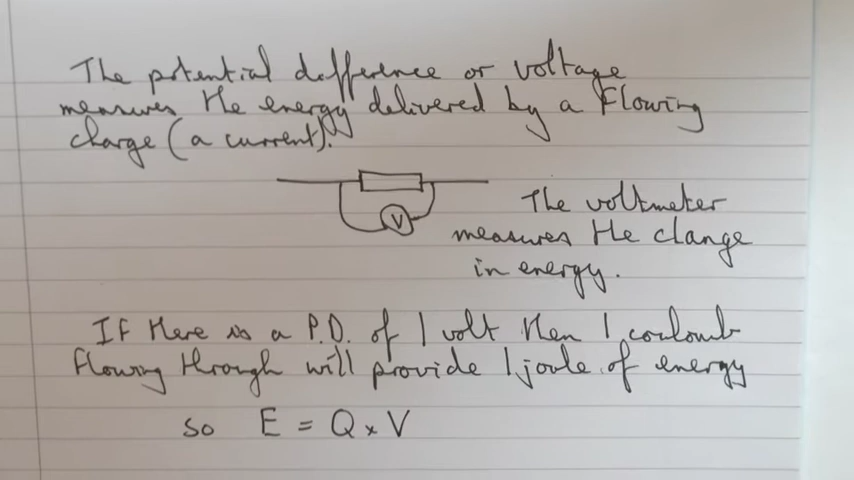 The potential difference or voltage
measures the energy delivered by a flowing
charge (a current).
V
The voltmeter
measures the change
in energy.
If there is a P.D. of 1 volt then 1 coulomb
flowing through will provide 1 joule of energy
so E = Q × V